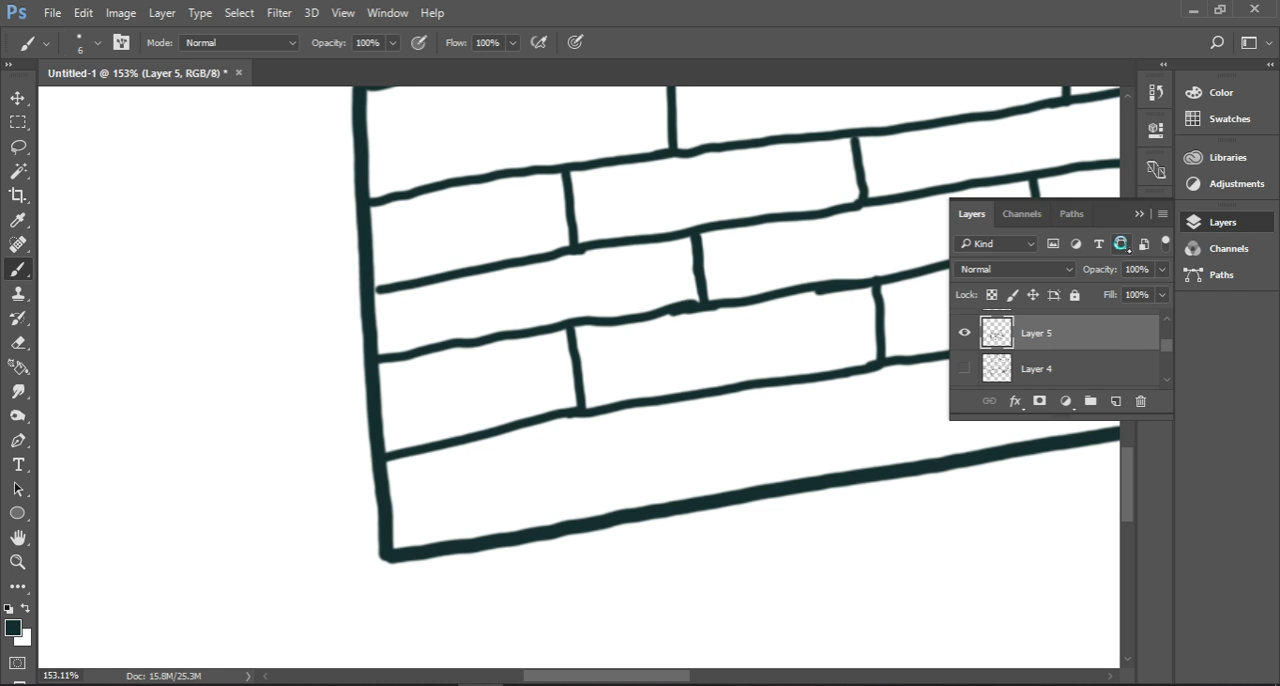 Ps File Edit Image Layer Type Select Filter 3D View Window Help
6 Mode: Normal Opacity: 100% Flow: 100%
Untitled-1 @ 153% (Layer 5, RGB/8) * ×
Color
Swatches
Libraries
Adjustments
Layers
Channels
Paths
Layers Channels Paths
Kind
Normal Opacity: 100%
Lock: Fill: 100%
Layer 5
Layer 4
fx
153.11% Doc: 15.8M/25.3M